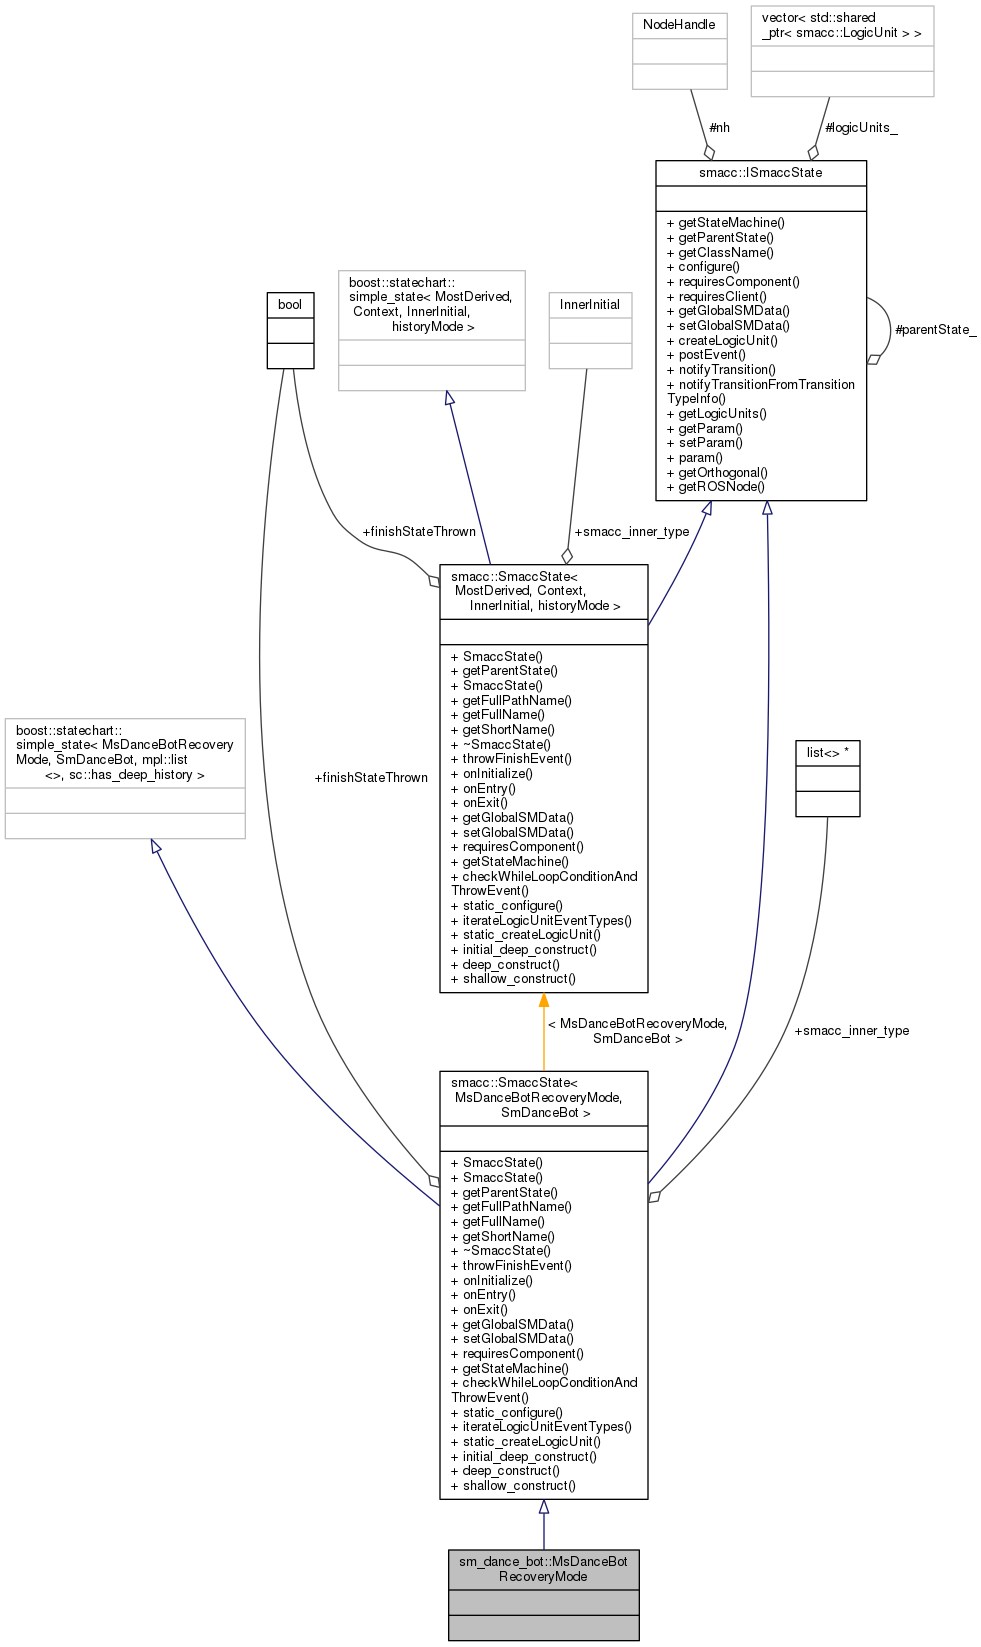 NodeHandle
vector< std::shared
_ptr< smacc::LogicUnit > >
#nh
#logicUnits_
smacc::ISmaccState
+ getStateMachine()
+ getParentState()
+ getClassName()
+ configure()
+ requiresComponent()
+ requiresClient()
+ getGlobalSMData()
+ setGlobalSMData()
+ createLogicUnit()
+ postEvent()
+ notifyTransition()
+ notifyTransitionFromTransition
TypeInfo()
+ getLogicUnits()
+ getParam()
+ setParam()
+ param()
+ getOrthogonal()
+ getROSNode()
#parentState_
bool
boost::statechart::
simple_state< MostDerived,
Context, InnerInitial,
historyMode >
InnerInitial
+finishStateThrown
+smacc_inner_type
smacc::SmaccState<
MostDerived, Context,
InnerInitial, historyMode >
+ SmaccState()
+ getParentState()
+ SmaccState()
+ getFullPathName()
+ getFullName()
+ getShortName()
+ ~SmaccState()
+ throwFinishEvent()
+ onInitialize()
+ onEntry()
+ onExit()
+ getGlobalSMData()
+ setGlobalSMData()
+ requiresComponent()
+ getStateMachine()
+ checkWhileLoopConditionAnd
ThrowEvent()
+ static_configure()
+ iterateLogicUnitEventTypes()
+ static_createLogicUnit()
+ initial_deep_construct()
+ deep_construct()
+ shallow_construct()
boost::statechart::
simple_state< MsDanceBotRecovery
Mode, SmDanceBot, mpl::list
<>, sc::has_deep_history >
+finishStateThrown
list<> *
< MsDanceBotRecoveryMode,
SmDanceBot >
+smacc_inner_type
smacc::SmaccState<
MsDanceBotRecoveryMode,
SmDanceBot >
+ SmaccState()
+ SmaccState()
+ getParentState()
+ getFullPathName()
+ getFullName()
+ getShortName()
+ ~SmaccState()
+ throwFinishEvent()
+ onInitialize()
+ onEntry()
+ onExit()
+ getGlobalSMData()
+ setGlobalSMData()
+ requiresComponent()
+ getStateMachine()
+ checkWhileLoopConditionAnd
ThrowEvent()
+ static_configure()
+ iterateLogicUnitEventTypes()
+ static_createLogicUnit()
+ initial_deep_construct()
+ deep_construct()
+ shallow_construct()
sm_dance_bot::MsDanceBot
RecoveryMode